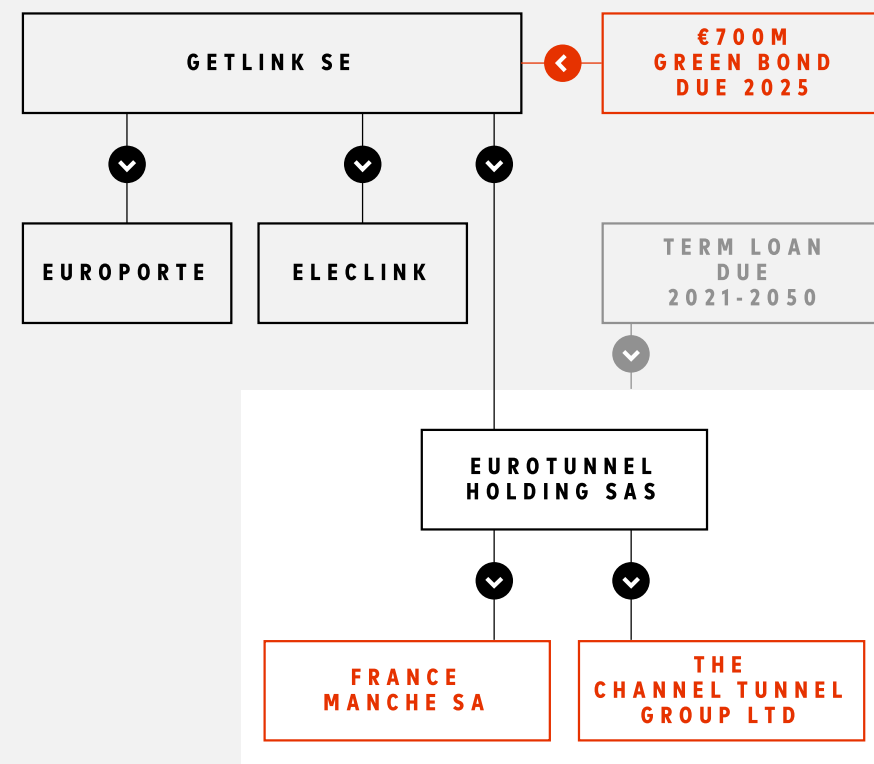 GETLINK SE
€700M
GREEN BOND
DUE 2025
EUROPORTE
ELECLINK
TERM LOAN
DUE
2021-2050
EUROTUNNEL
HOLDING SAS
FRANCE
MANCHE SA
THE
CHANNEL TUNNEL
GROUP LTD